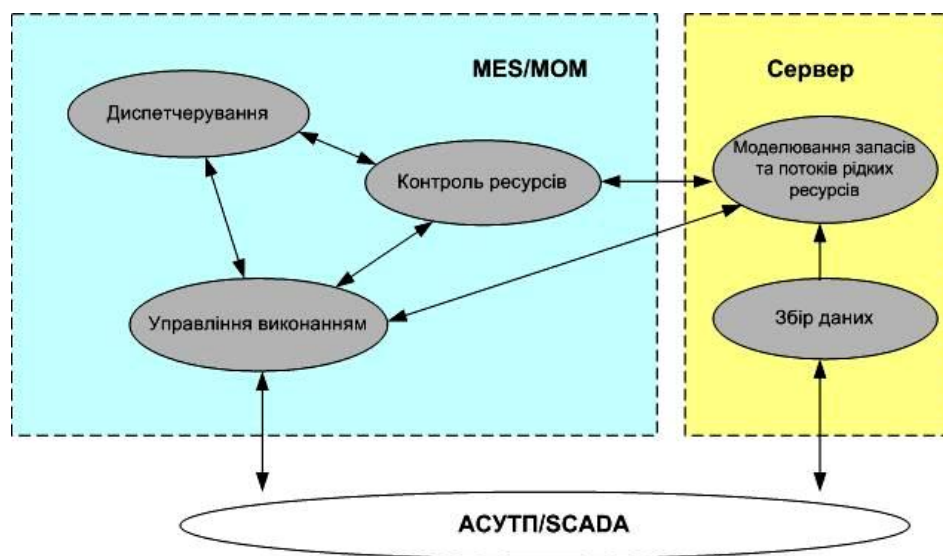 MES/MOM
Сервер
Диспетчерування
Контроль ресурсів
Моделювання запасів
та потоків рідких
ресурсів
Управління виконанням
Збір даних
АСУТП/SCADA